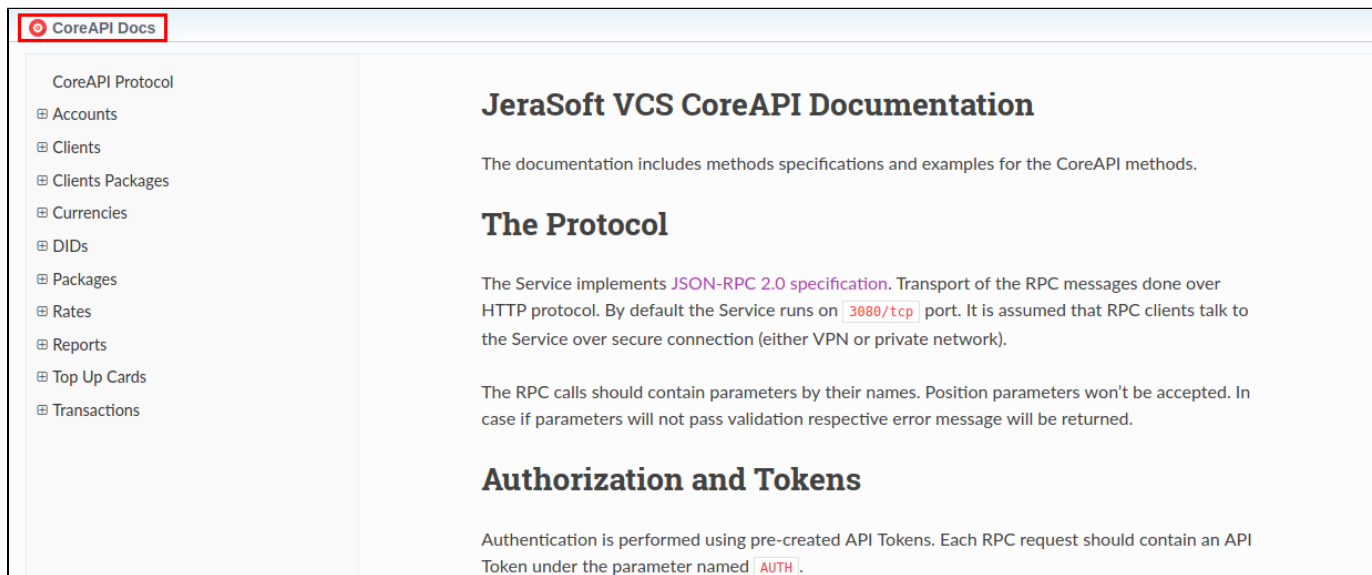 CoreAPI Docs
CoreAPI Protocol
Accounts
Clients
Clients Packages
Currencies
DIDs
Packages
Rates
Reports
Top Up Cards
Transactions
JeraSoft VCS CoreAPI Documentation
The documentation includes methods specifications and examples for the CoreAPI methods.
The Protocol
The Service implements JSON-RPC 2.0 specification. Transport of the RPC messages done over
HTTP protocol. By default the Service runs on 3080/tcp port. It is assumed that RPC clients talk to
the Service over secure connection (either VPN or private network).
The RPC calls should contain parameters by their names. Position parameters won't be accepted. In
case if parameters will not pass validation respective error message will be returned.
Authorization and Tokens
Authentication is performed using pre-created API Tokens. Each RPC request should contain an API
Token under the parameter named AUTH.